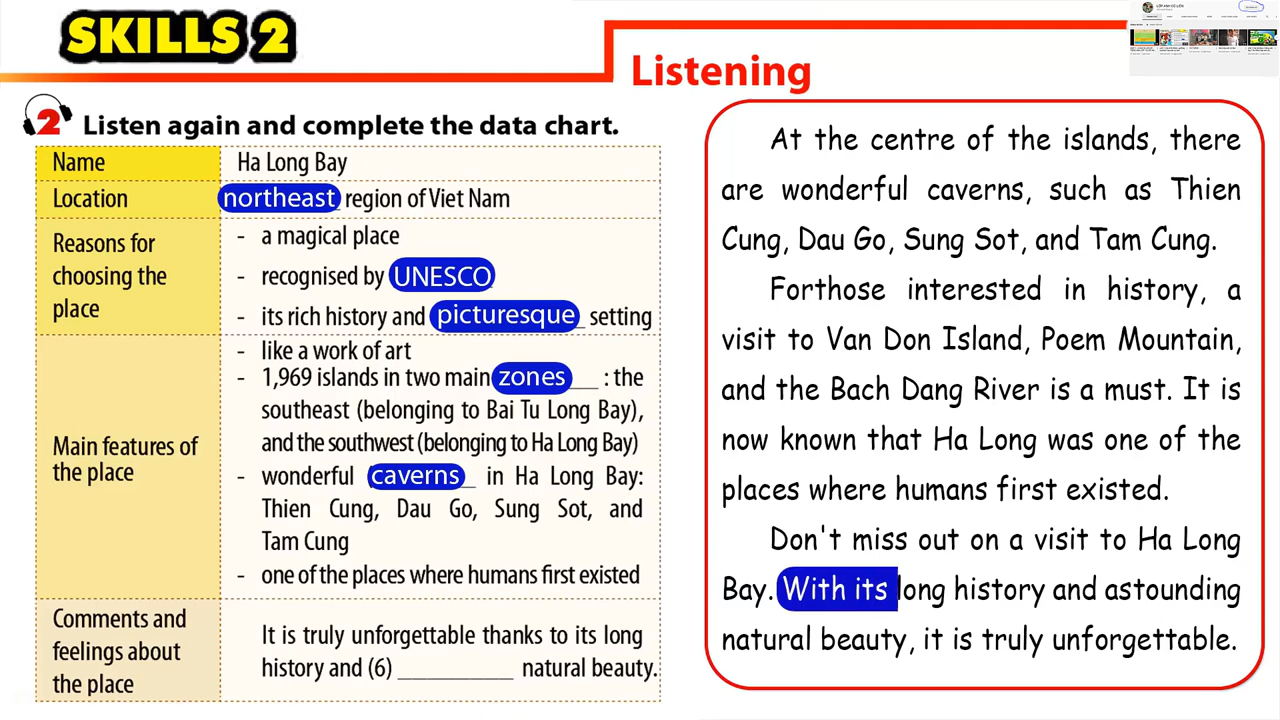 SKILLS 2
Listening
2 Listen again and complete the data chart.
Name
Ha Long Bay
Location
northeast_ region of Viet Nam
Reasons for
choosing the
place
- a magical place
- recognised by UNESCO
- its rich history and picturesque_ setting
Main features of
the place
- like a work of art
- 1,969 islands in two main zones___ : the
southeast (belonging to Bai Tu Long Bay),
and the southwest (belonging to Ha Long Bay)
- wonderful caverns_ in Ha Long Bay:
Thien Cung, Dau Go, Sung Sot, and
Tam Cung
- one of the places where humans first existed
Comments and
feelings about
the place
It is truly unforgettable thanks to its long
history and (6) __________ natural beauty.
At the centre of the islands, there
are wonderful caverns, such as Thien
Cung, Dau Go, Sung Sot, and Tam Cung.
Forthose interested in history, a
visit to Van Don Island, Poem Mountain,
and the Bach Dang River is a must. It is
now known that Ha Long was one of the
places where humans first existed.
Don't miss out on a visit to Ha Long
Bay. With its long history and astounding
natural beauty, it is truly unforgettable.